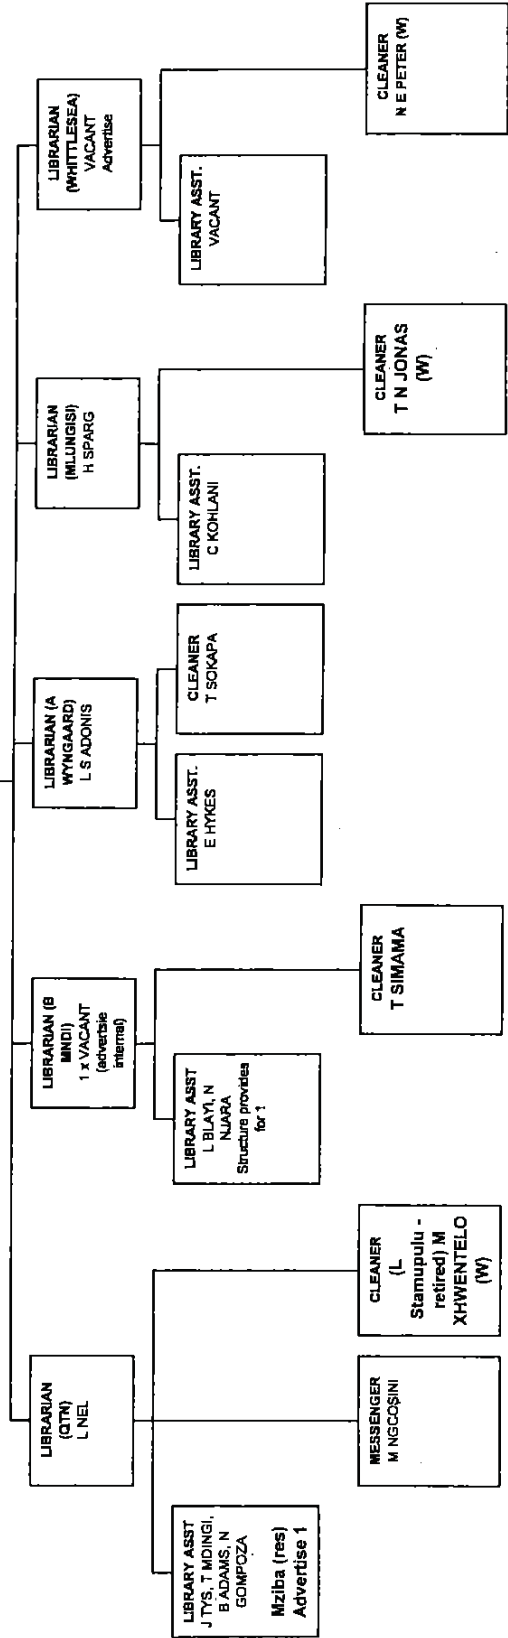 LIBRARIAN
(QTN)
L NEL
LIBRARY ASST
J TYS, T MDINGI,
B ADAMS, N
GOMPOZA
Mziba (res)
Advertise 1
MESSENGER
M NGCOSINI
CLEANER
(L
Stamupulu -
retired) M
XHWENTELO
(W)
LIBRARIAN (B
MNDI)
1 x VACANT
(advertsie
internal)
LIBRARY ASST
L BLAYI, N
NJARA
Structure provides
for 1
CLEANER
T SIMAMA
LIBRARIAN (A
WYNGAARD)
L S ADONIS
LIBRARY ASST.
E HYKES
CLEANER
T SOKAPA
LIBRARIAN
(MLUNGISI)
H SPARG
LIBRARY ASST.
C KOHLANI
CLEANER
T N JONAS
(W)
LIBRARIAN
(WHITTLESEA)
VACANT
Advertise
LIBRARY ASST.
VACANT
CLEANER
N E PETER (W)